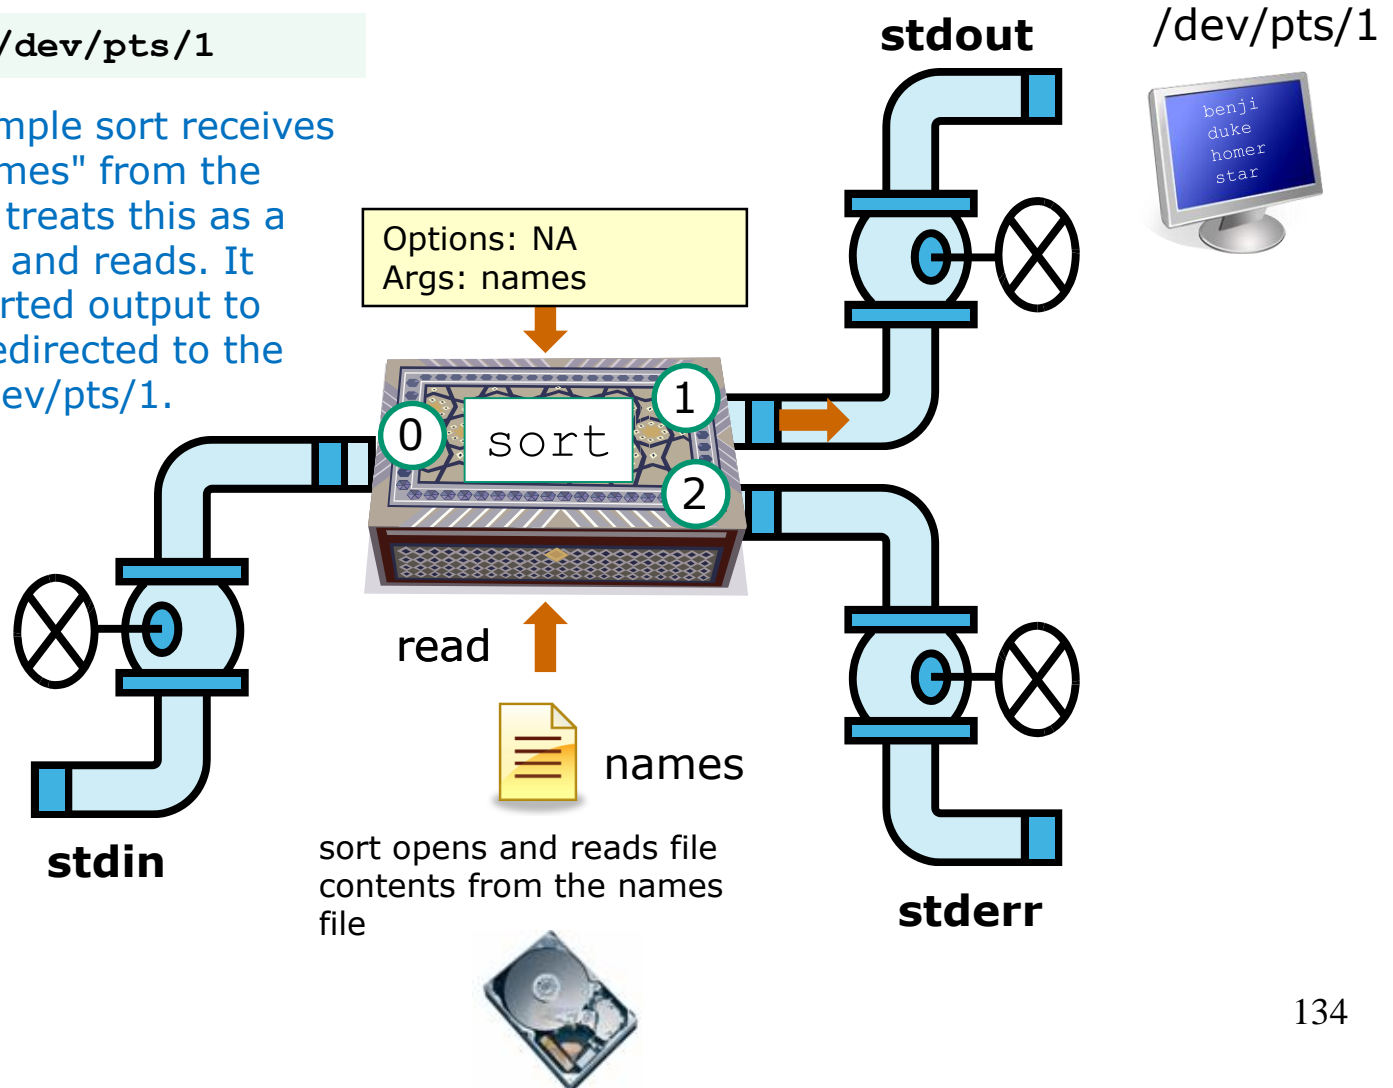 /dev/pts/1
mple sort receives
mes" from the
treats this as a
and reads. It
rted output to
edirected to the
ev/pts/1.
Options: NA
Args: names
stdout
/dev/pts/1
benji
duke
homer
star
0
sort
1
2
read
names
stdin
sort opens and reads file
contents from the names
file
stderr
134